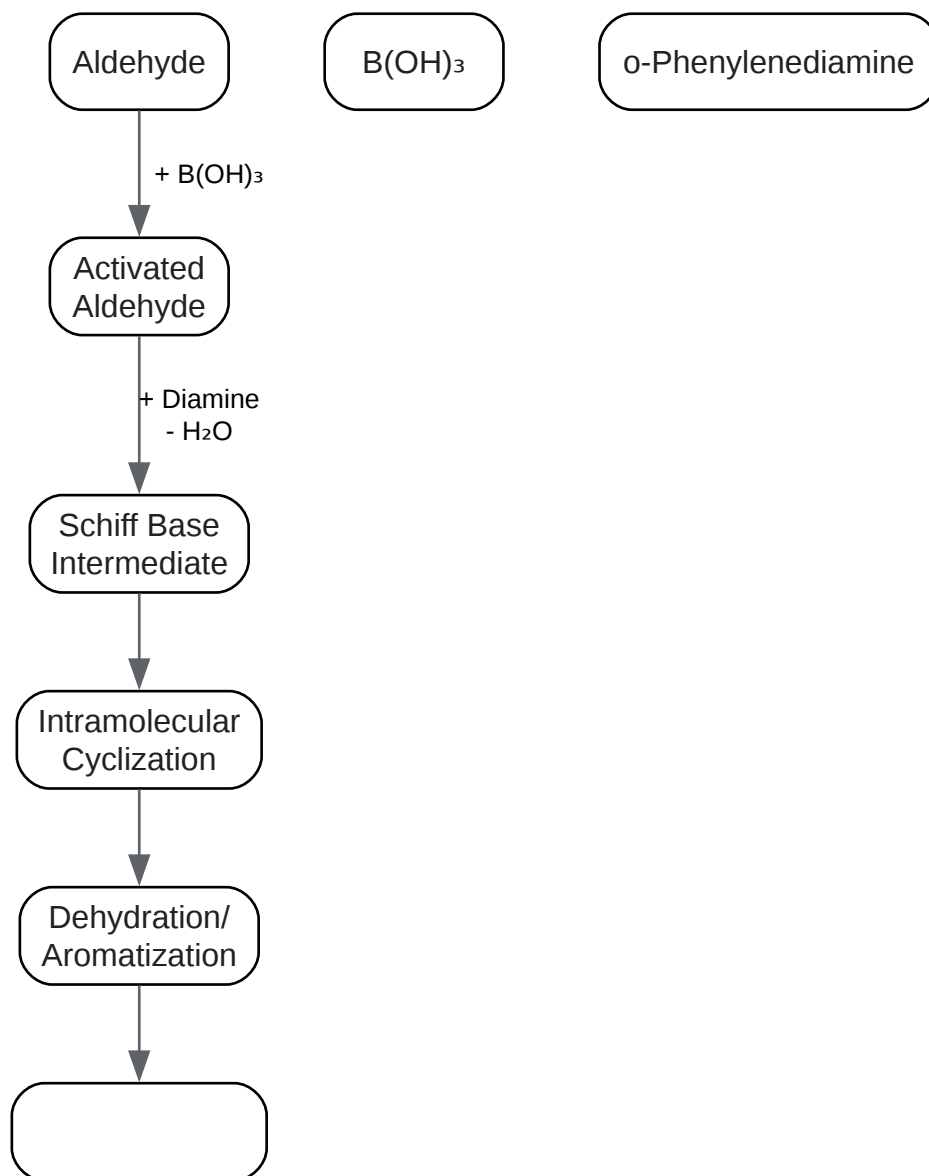 Aldehyde
B(OH)₃
o-Phenylenediamine
+ B(OH)₃
Activated
Aldehyde
+ Diamine
- H₂O
Schiff Base
Intermediate
Intramolecular
Cyclization
Dehydration/
Aromatization